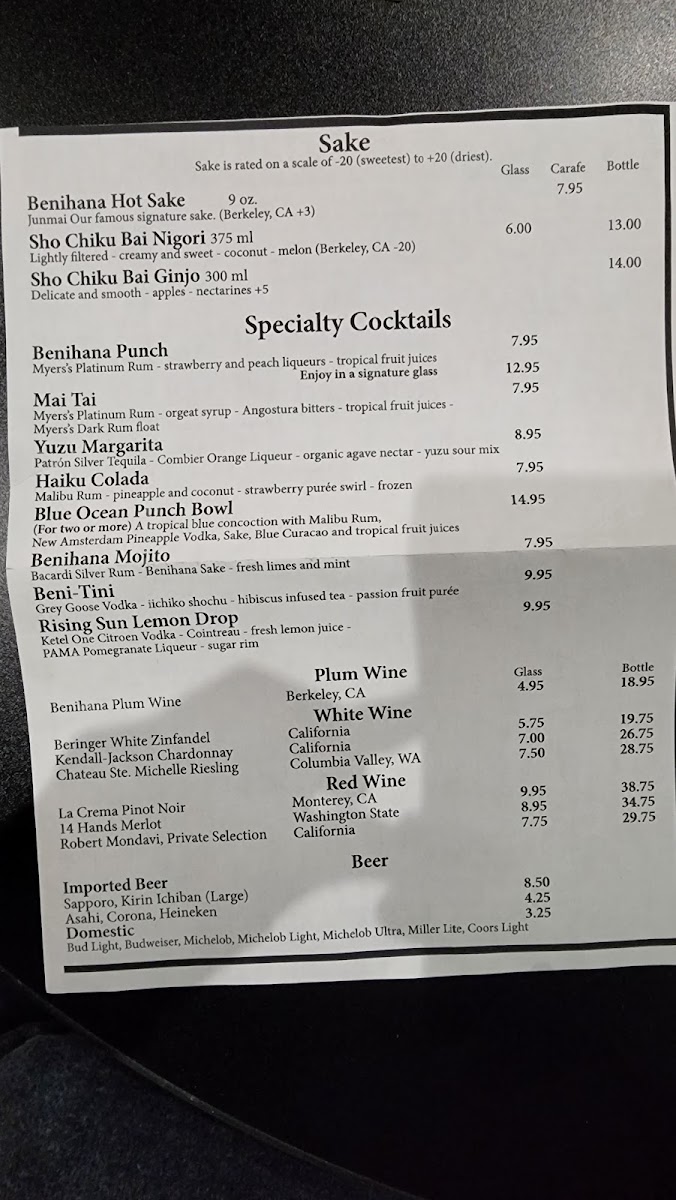 Sake
Sake is rated on a scale of -20 (sweetest) to +20 (driest).
Glass Carafe Bottle
Benihana Hot Sake 9 oz. 7.95
Junmai Our famous signature sake. (Berkeley, CA +3)
Sho Chiku Bai Nigori 375 ml 6.00 13.00
Lightly filtered - creamy and sweet - coconut - melon (Berkeley, CA -20)
Sho Chiku Bai Ginjo 300 ml 14.00
Delicate and smooth - apples - nectarines +5
Specialty Cocktails
Benihana Punch 7.95
Myers's Platinum Rum - strawberry and peach liqueurs - tropical fruit juices
Enjoy in a signature glass 12.95
Mai Tai 7.95
Myers's Platinum Rum - orgeat syrup - Angostura bitters - tropical fruit juices -
Myers's Dark Rum float
Yuzu Margarita 8.95
Patrón Silver Tequila - Combier Orange Liqueur - organic agave nectar - yuzu sour mix
Haiku Colada 7.95
Malibu Rum - pineapple and coconut - strawberry purée swirl - frozen
Blue Ocean Punch Bowl 14.95
(For two or more) A tropical blue concoction with Malibu Rum,
New Amsterdam Pineapple Vodka, Sake, Blue Curacao and tropical fruit juices
Benihana Mojito 7.95
Bacardi Silver Rum - Benihana Sake - fresh limes and mint
Beni-Tini 9.95
Grey Goose Vodka - iichiko shochu - hibiscus infused tea - passion fruit purée
Rising Sun Lemon Drop 9.95
Ketel One Citroen Vodka - Cointreau - fresh lemon juice -
PAMA Pomegranate Liqueur - sugar rim
Plum Wine Glass Bottle
Benihana Plum Wine Berkeley, CA 4.95 18.95
White Wine
Beringer White Zinfandel California 5.75 19.75
Kendall-Jackson Chardonnay California 7.00 26.75
Chateau Ste. Michelle Riesling Columbia Valley, WA 7.50 28.75
Red Wine
La Crema Pinot Noir Monterey, CA 9.95 38.75
14 Hands Merlot Washington State 8.95 34.75
Robert Mondavi, Private Selection California 7.75 29.75
Beer
Imported Beer
Sapporo, Kirin Ichiban (Large) 8.50
Asahi, Corona, Heineken 4.25
Domestic 3.25
Bud Light, Budweiser, Michelob, Michelob Light, Michelob Ultra, Miller Lite, Coors Light